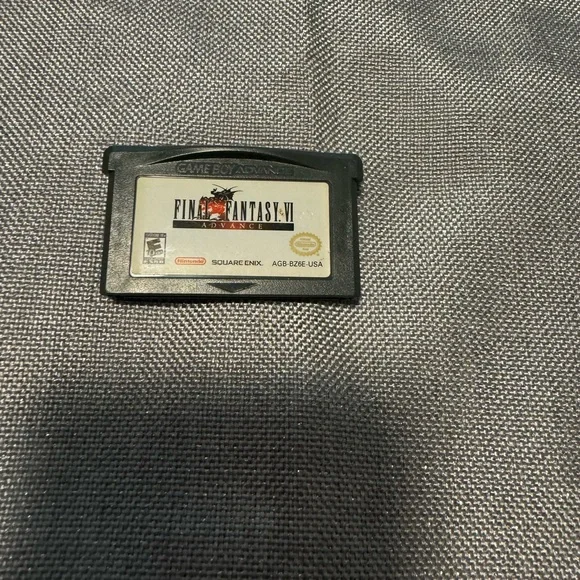 GAME BOY ADVANCE
FINAL FANTASY VI
ADVANCE
E
Nintendo SQUARE ENIX. AGB-BZ6E-USA